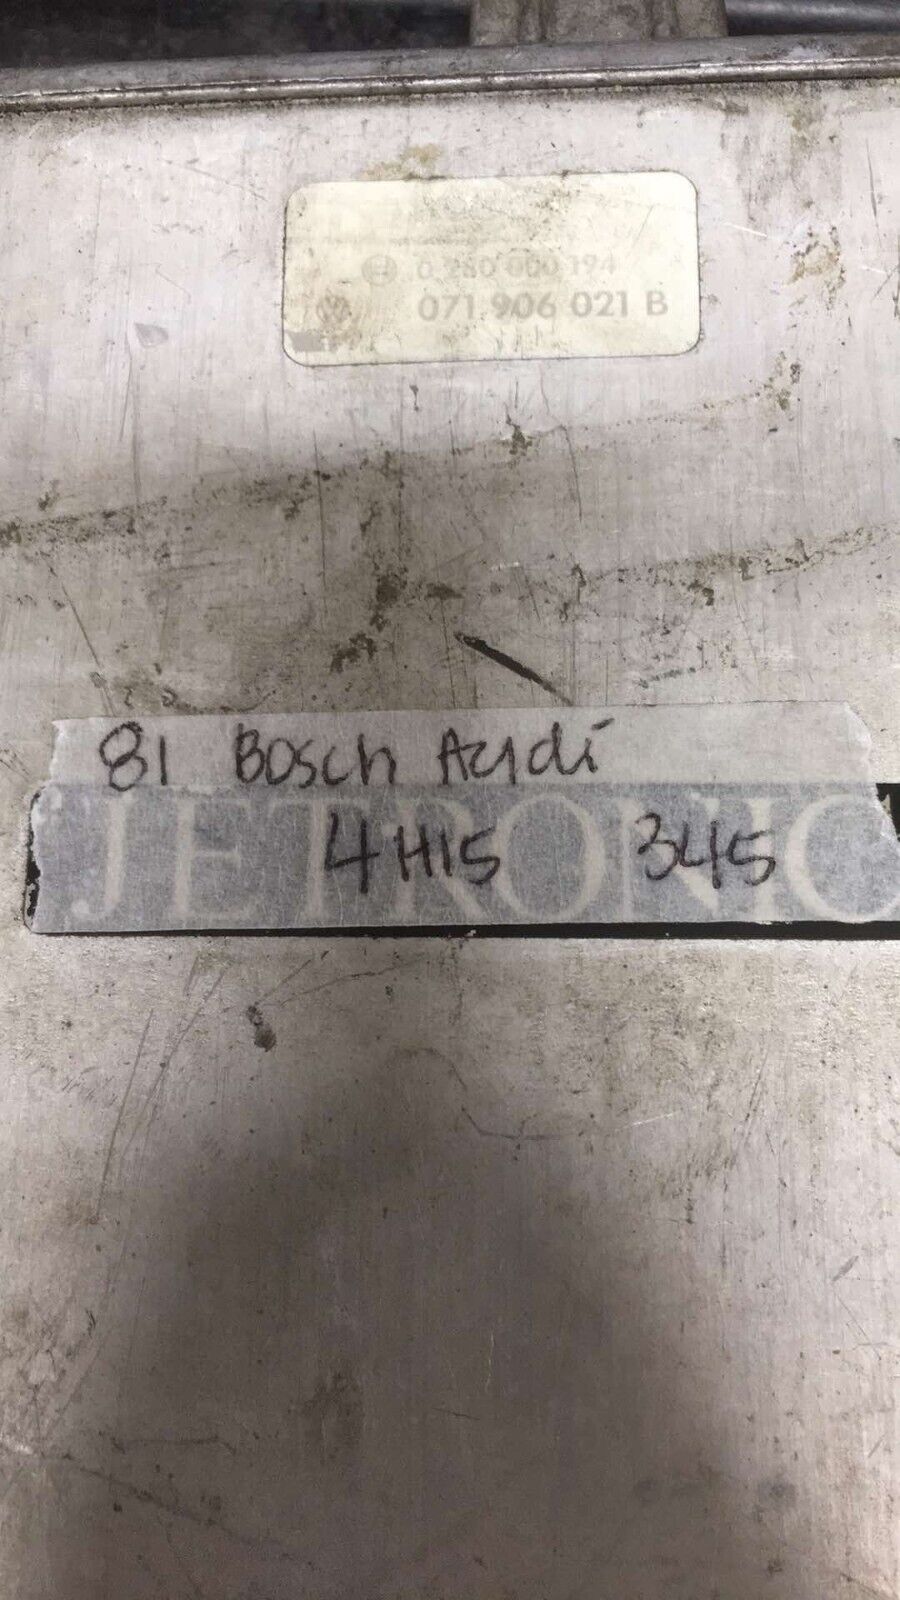 0 280 000 194
071 906 021 B
81 Bosch Audi
JETRONIC
4H15 345